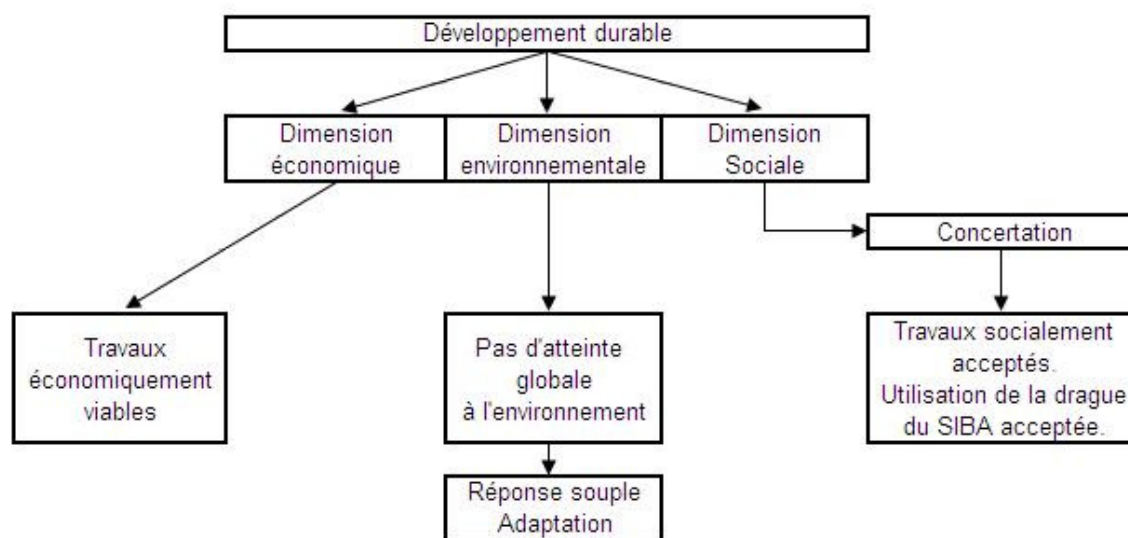 Développement durable
Dimension
économique
Dimension
environnementale
Dimension
Sociale
Concertation
Travaux
économiquement
viables
Pas d'atteinte
globale
à l'environnement
Travaux socialement
acceptés.
Utilisation de la drague
du SIBA acceptée.
Réponse souple
Adaptation